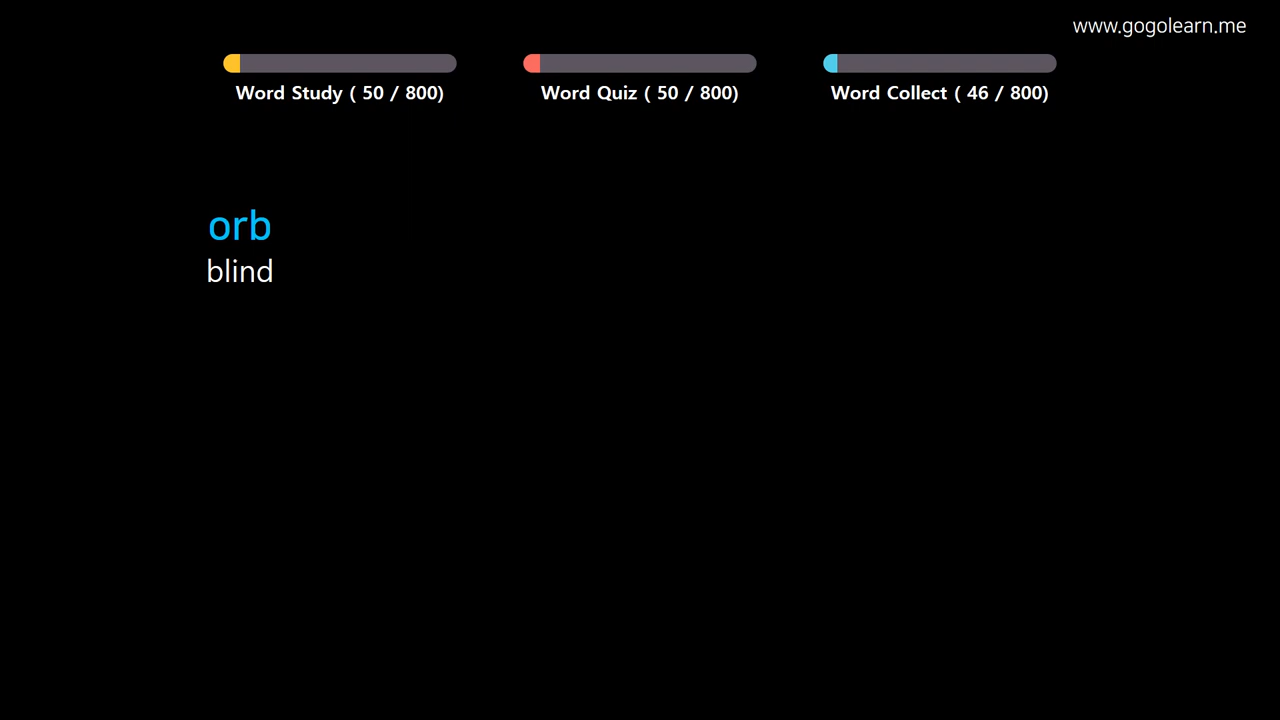 www.gogolearn.me
Word Study ( 50 / 800)
Word Quiz ( 50 / 800)
Word Collect ( 46 / 800)
orb
blind